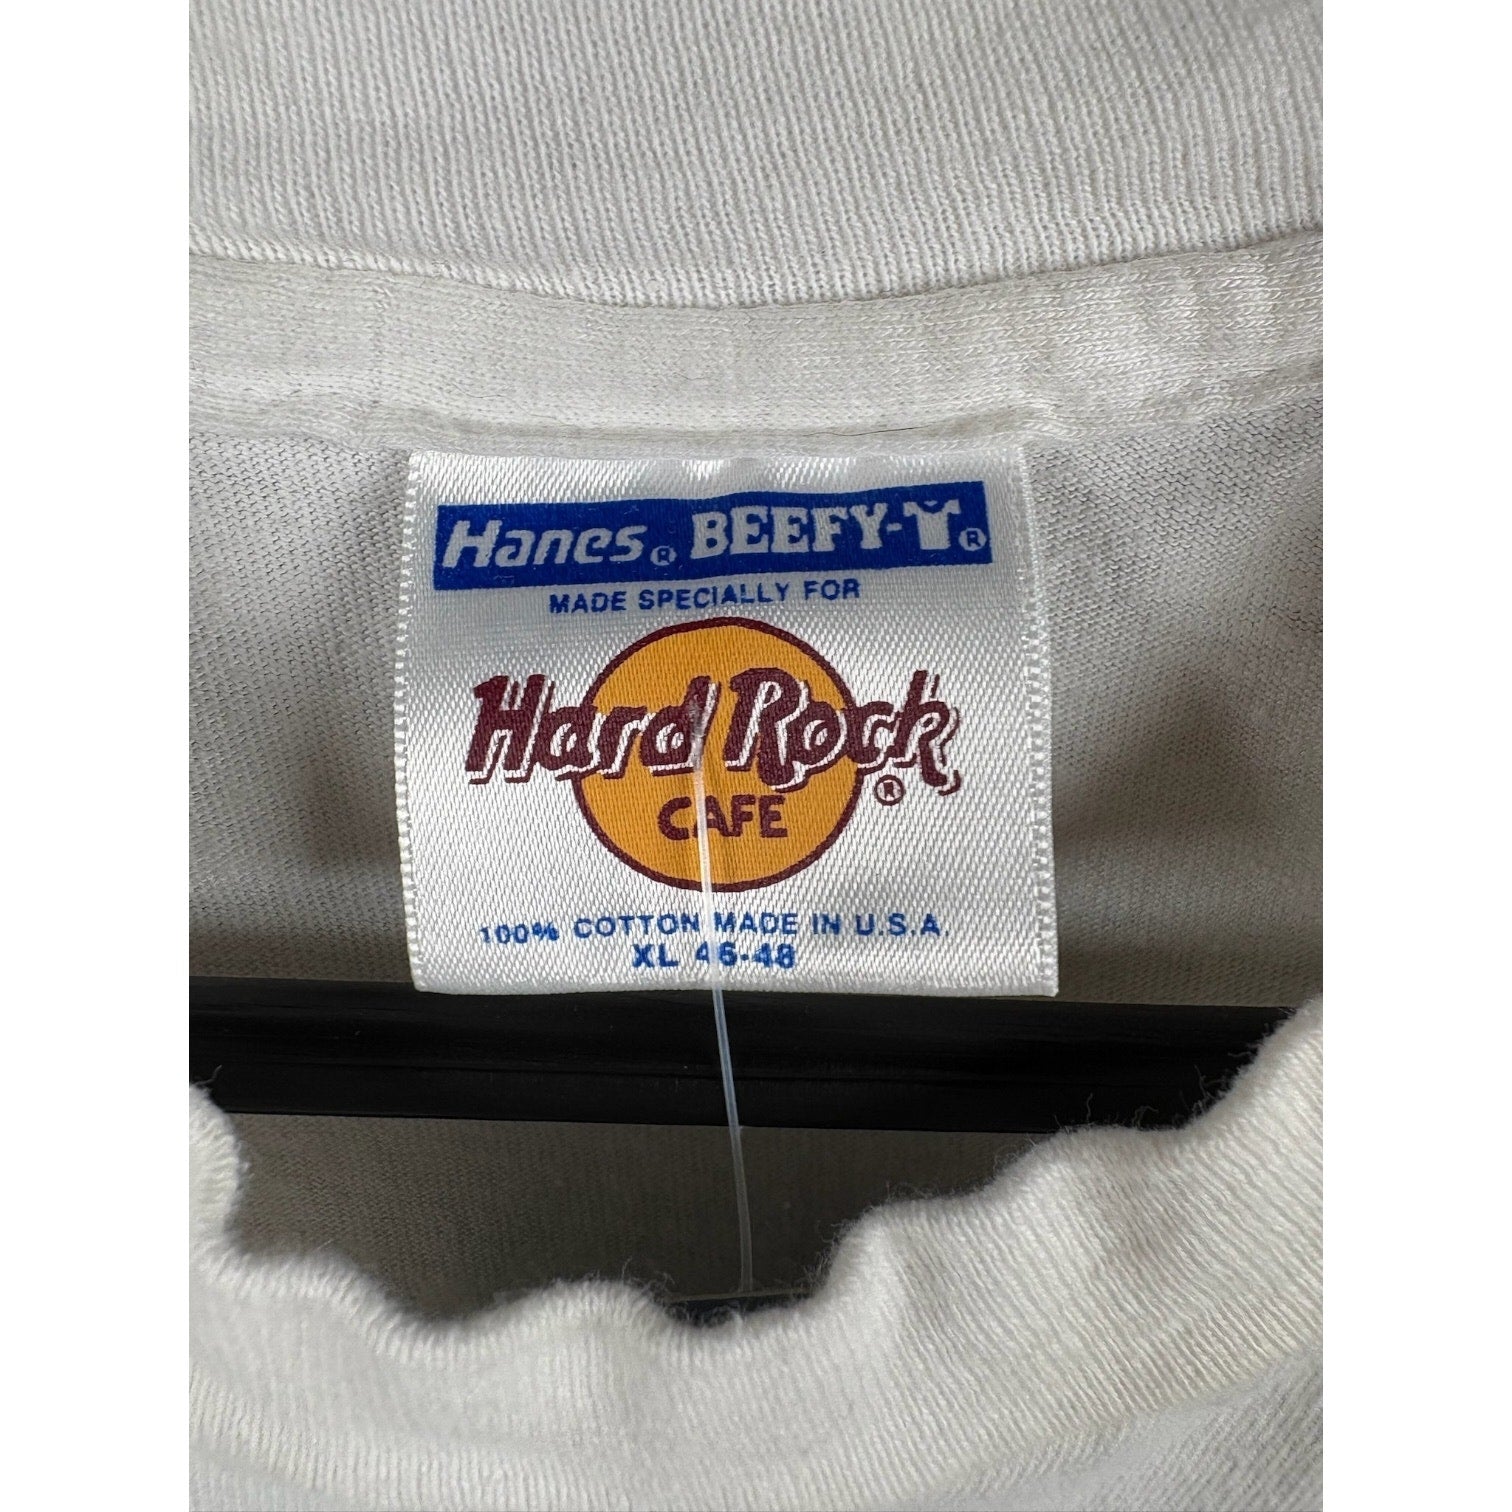 Hanes® BEEFY-T®
MADE SPECIALLY FOR
Hard Rock®
CAFE
100% COTTON MADE IN U.S.A.
XL 46-48